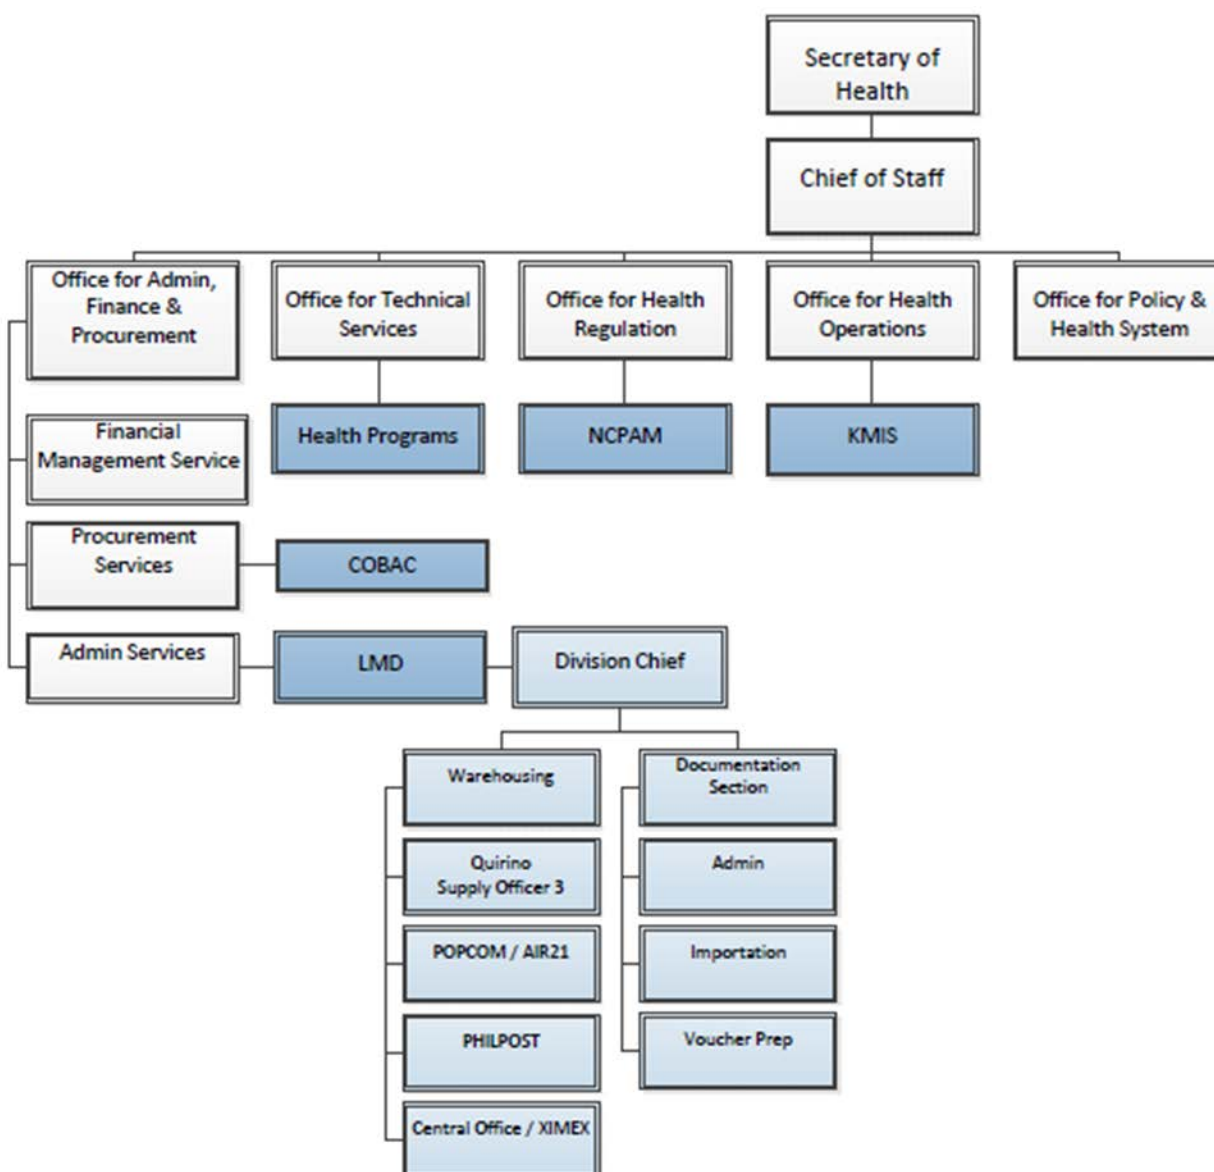 Secretary of
Health
Chief of Staff
Office for Admin,
Finance &
Procurement
Office for Technical
Services
Office for Health
Regulation
Office for Health
Operations
Office for Policy &
Health System
Financial
Management Service
Health Programs
NCPAM
KMIS
Procurement
Services
COBAC
Admin Services
LMD
Division Chief
Warehousing
Documentation
Section
Quirino
Supply Officer 3
Admin
POPCOM / AIR21
Importation
PHILPOST
Voucher Prep
Central Office / XIMEX